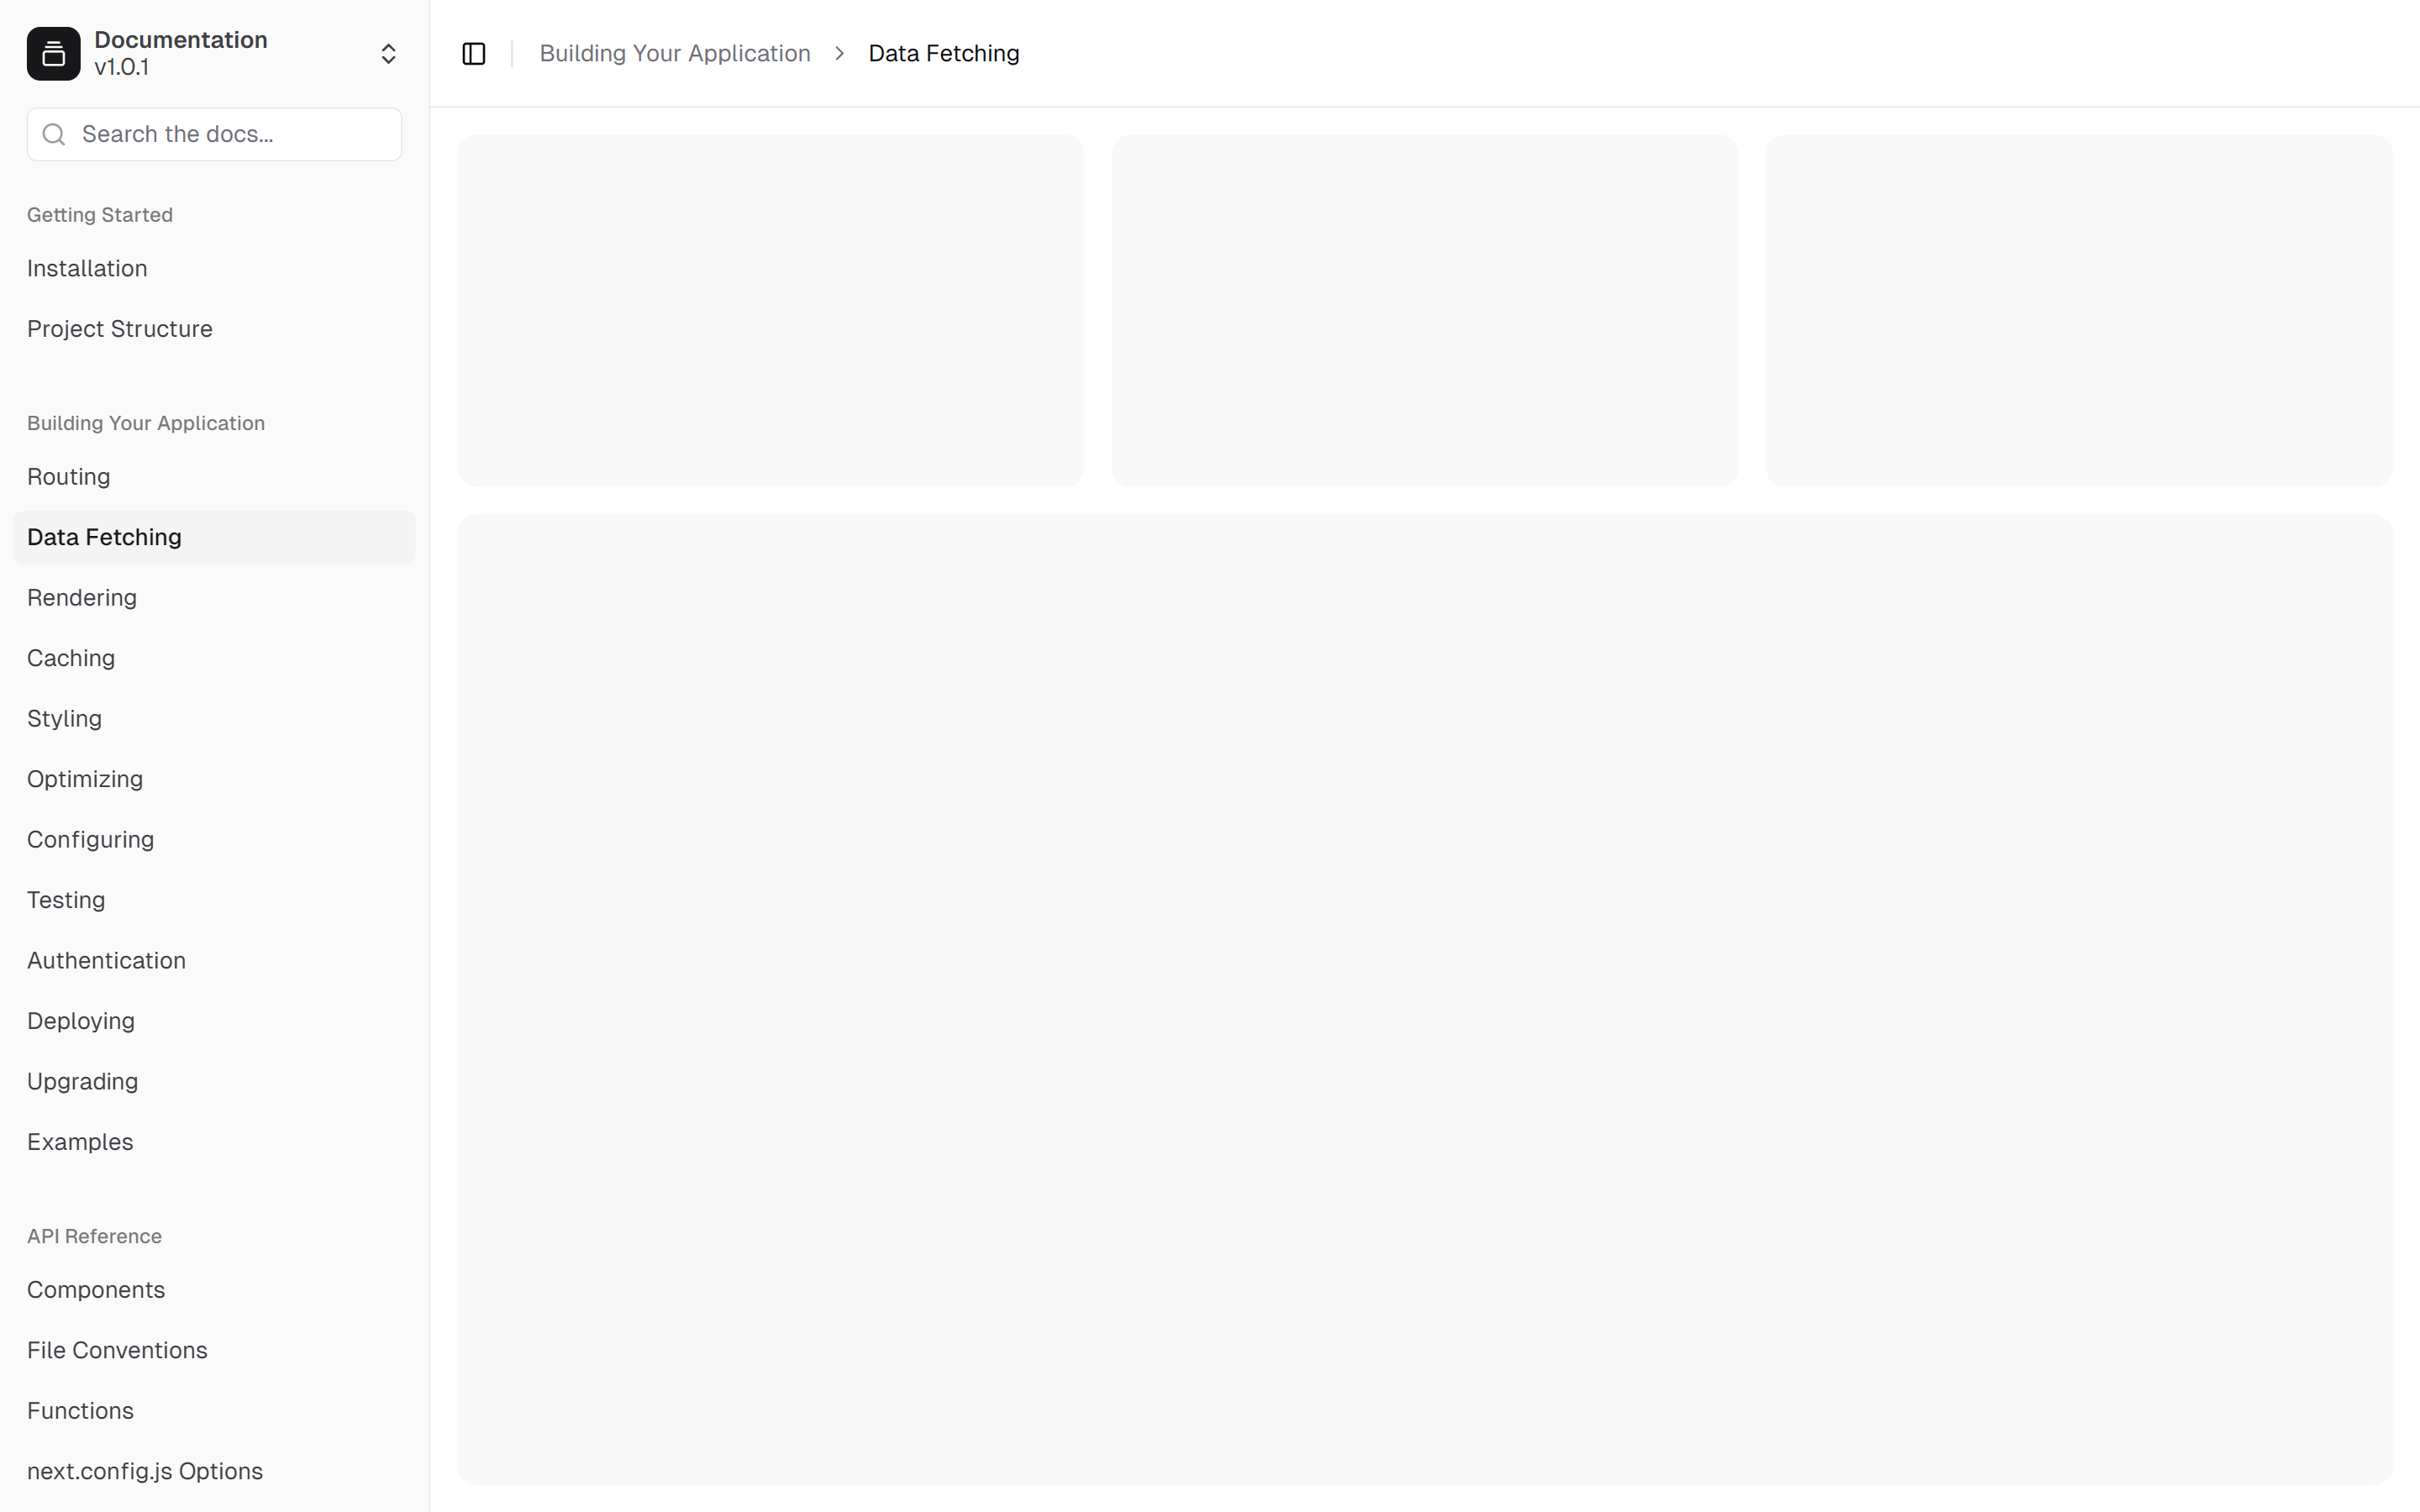 Documentation
v1.0.1
Search the docs...
Getting Started
Installation
Project Structure
Building Your Application
Routing
Data Fetching
Rendering
Caching
Styling
Optimizing
Configuring
Testing
Authentication
Deploying
Upgrading
Examples
API Reference
Components
File Conventions
Functions
next.config.js Options
Building Your Application
Data Fetching